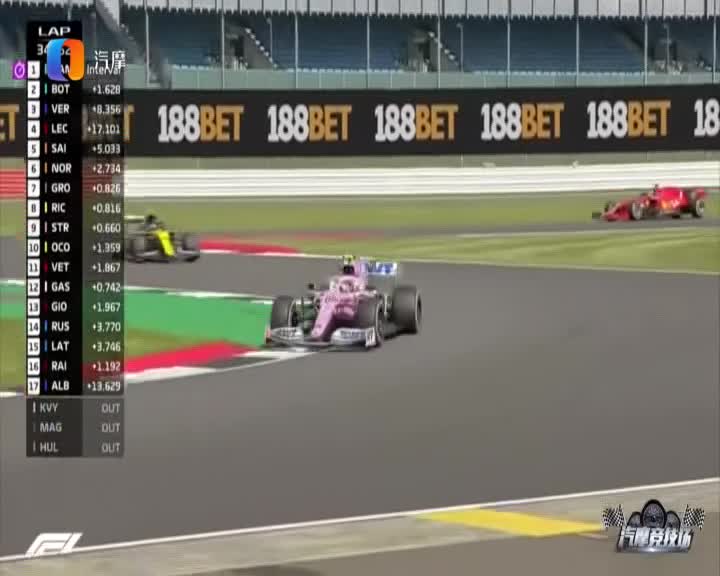 LAP
汽摩
1 Interval
2 BOT +1.628
3 VER +8.356
4 LEC +17.101
5 SAI +5.033
6 NOR +2.734
7 GRO +0.826
8 RIC +0.816
9 STR +0.660
10 OCO +1.359
11 VET +1.867
12 GAS +0.742
13 GIO +1.967
14 RUS +3.770
15 LAT +3.746
16 RAI +1.192
17 ALB +13.629
KVY OUT
MAG OUT
HUL OUT
188BET 188BET 188BET 188BET 188BET 18
F1
汽摩竞技场